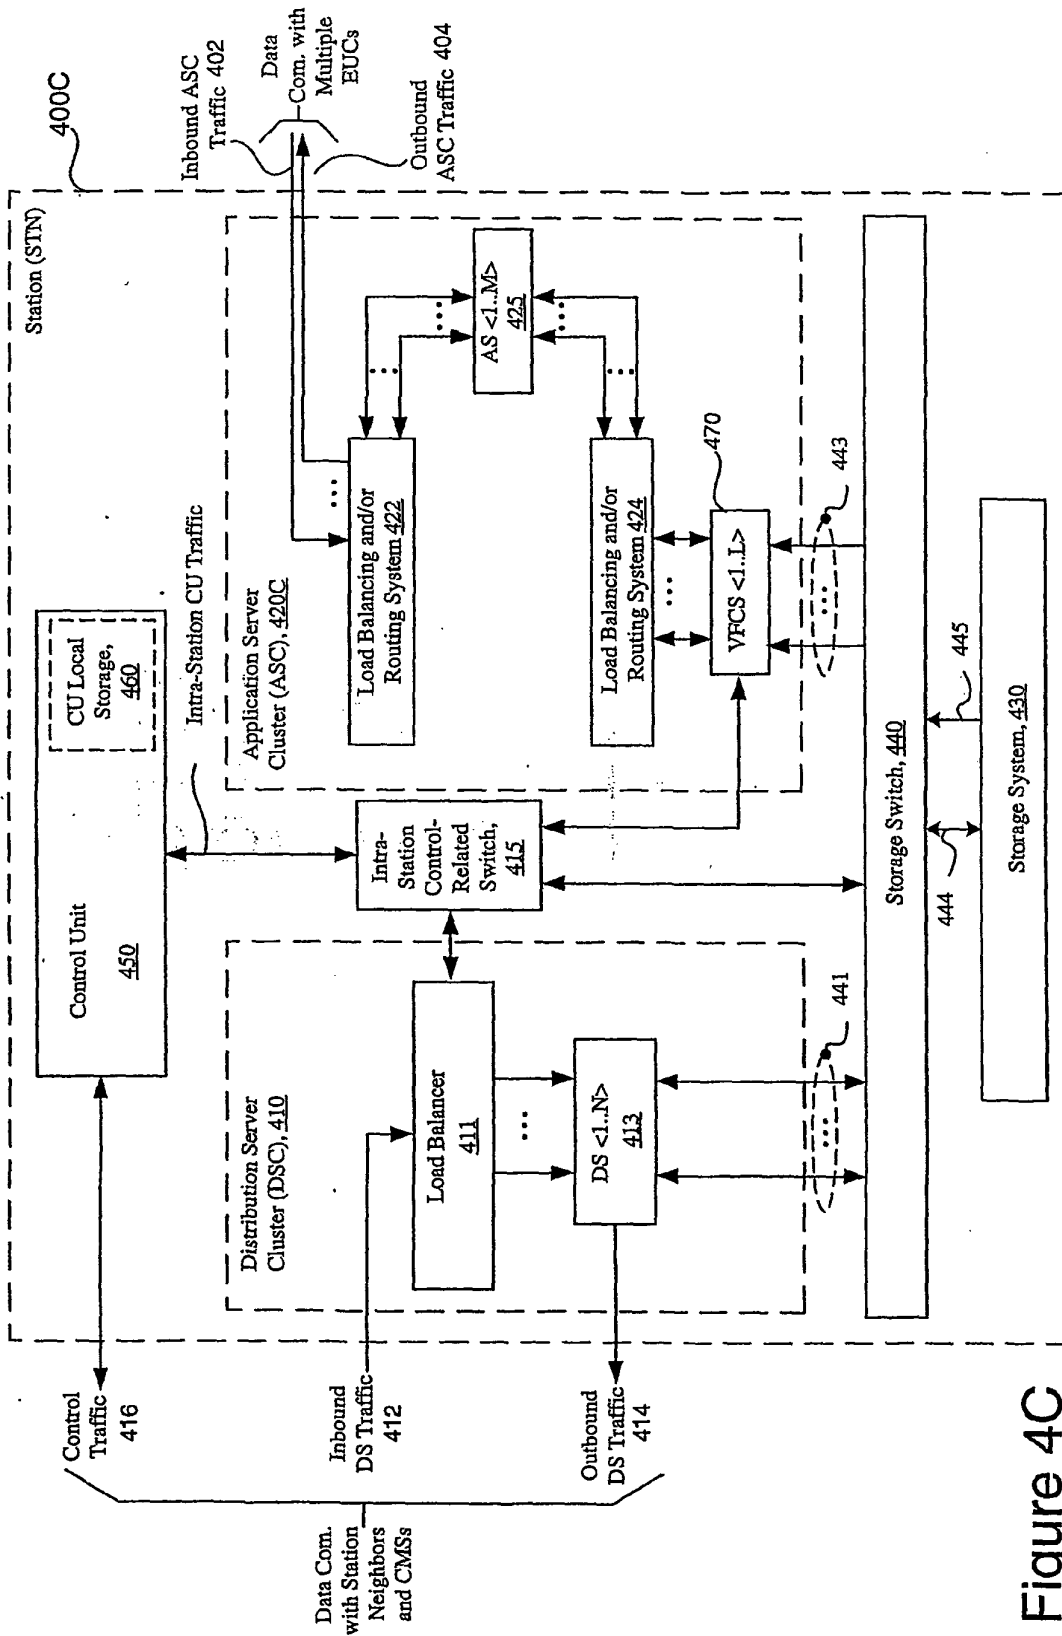 400C
Station (STN)
Control Unit
450
CU Local
Storage,
460
Control
Traffic
416
Intra-Station CU Traffic
Inbound ASC
Traffic 402
Data
Com. with
Multiple
EUCs
Outbound
ASC Traffic 404
Data Com.
with Station
Neighbors
and CMSs
Inbound
DS Traffic
412
Outbound
DS Traffic
414
Distribution Server
Cluster (DSC), 410
Load Balancer
411
...
DS <1..N>
413
Intra-
Station
Control-
Related
Switch,
415
Application Server
Cluster (ASC), 420C
...
Load Balancing and/or
Routing System 422
...
...
AS <1..M>
425
...
...
Load Balancing and/or
Routing System 424
...
470
VFCS <1..L>
...
441
...
443
Storage Switch, 440
444
445
Storage System, 430
Figure 4C